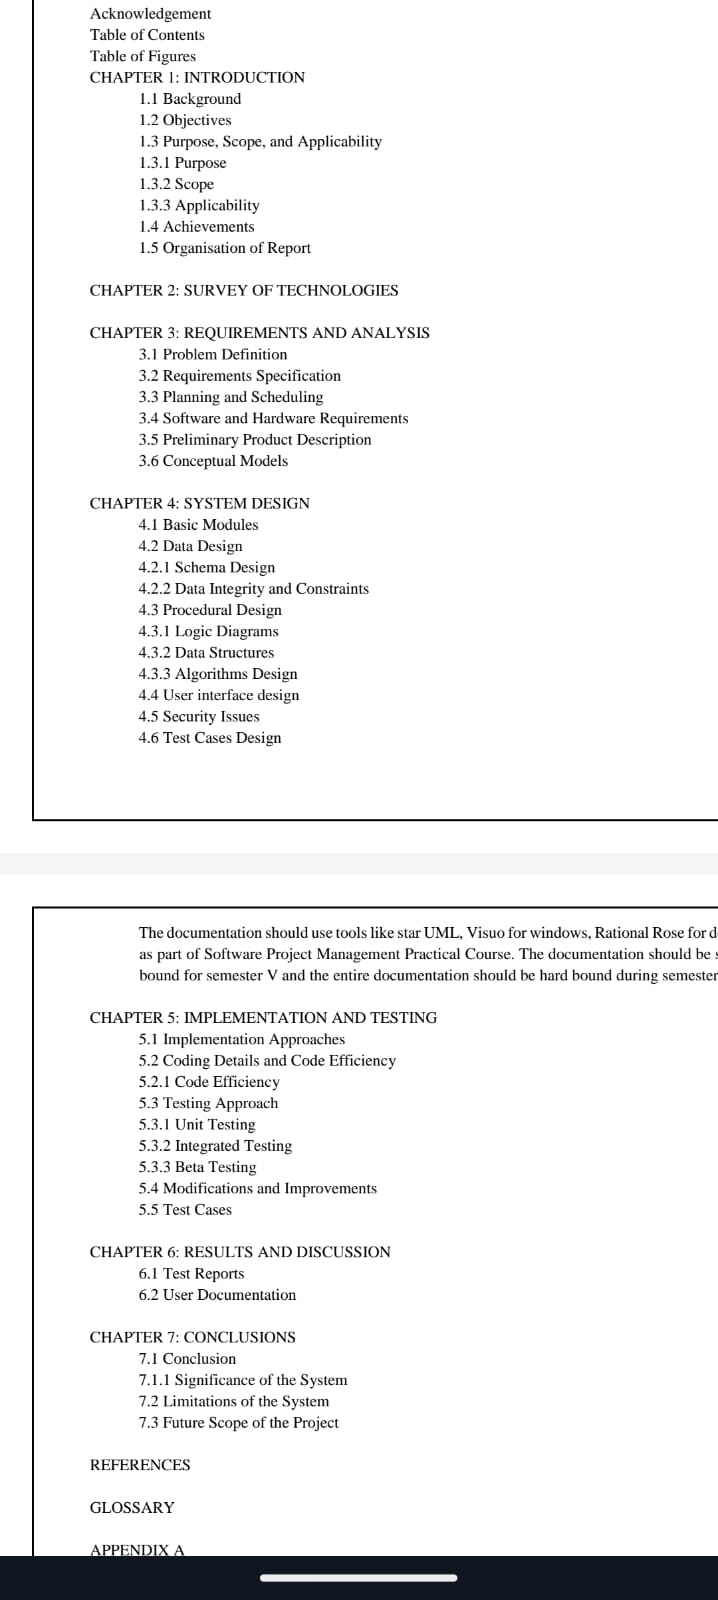 Acknowledgement
Table of Contents
Table of Figures
CHAPTER 1: INTRODUCTION
1.1 Background
1.2 Objectives
1.3 Purpose, Scope, and Applicability
1.3.1 Purpose
1.3.2 Scope
1.3.3 Applicability
1.4 Achievements
1.5 Organisation of Report
CHAPTER 2: SURVEY OF TECHNOLOGIES
CHAPTER 3: REQUIREMENTS AND ANALYSIS
3.1 Problem Definition
3.2 Requirements Specification
3.3 Planning and Scheduling
3.4 Software and Hardware Requirements
3.5 Preliminary Product Description
3.6 Conceptual Models
CHAPTER 4: SYSTEM DESIGN
4.1 Basic Modules
4.2 Data Design
4.2.1 Schema Design
4.2.2 Data Integrity and Constraints
4.3 Procedural Design
4.3.1 Logic Diagrams
4.3.2 Data Structures
4.3.3 Algorithms Design
4.4 User interface design
4.5 Security Issues
4.6 Test Cases Design
The documentation should use tools like star UML, Visuo for windows, Rational Rose for
as part of Software Project Management Practical Course. The documentation should be
bound for semester V and the entire documentation should be hard bound during semester
CHAPTER 5: IMPLEMENTATION AND TESTING
5.1 Implementation Approaches
5.2 Coding Details and Code Efficiency
5.2.1 Code Efficiency
5.3 Testing Approach
5.3.1 Unit Testing
5.3.2 Integrated Testing
5.3.3 Beta Testing
5.4 Modifications and Improvements
5.5 Test Cases
CHAPTER 6: RESULTS AND DISCUSSION
6.1 Test Reports
6.2 User Documentation
CHAPTER 7: CONCLUSIONS
7.1 Conclusion
7.1.1 Significance of the System
7.2 Limitations of the System
7.3 Future Scope of the Project
REFERENCES
GLOSSARY
APPENDIX A